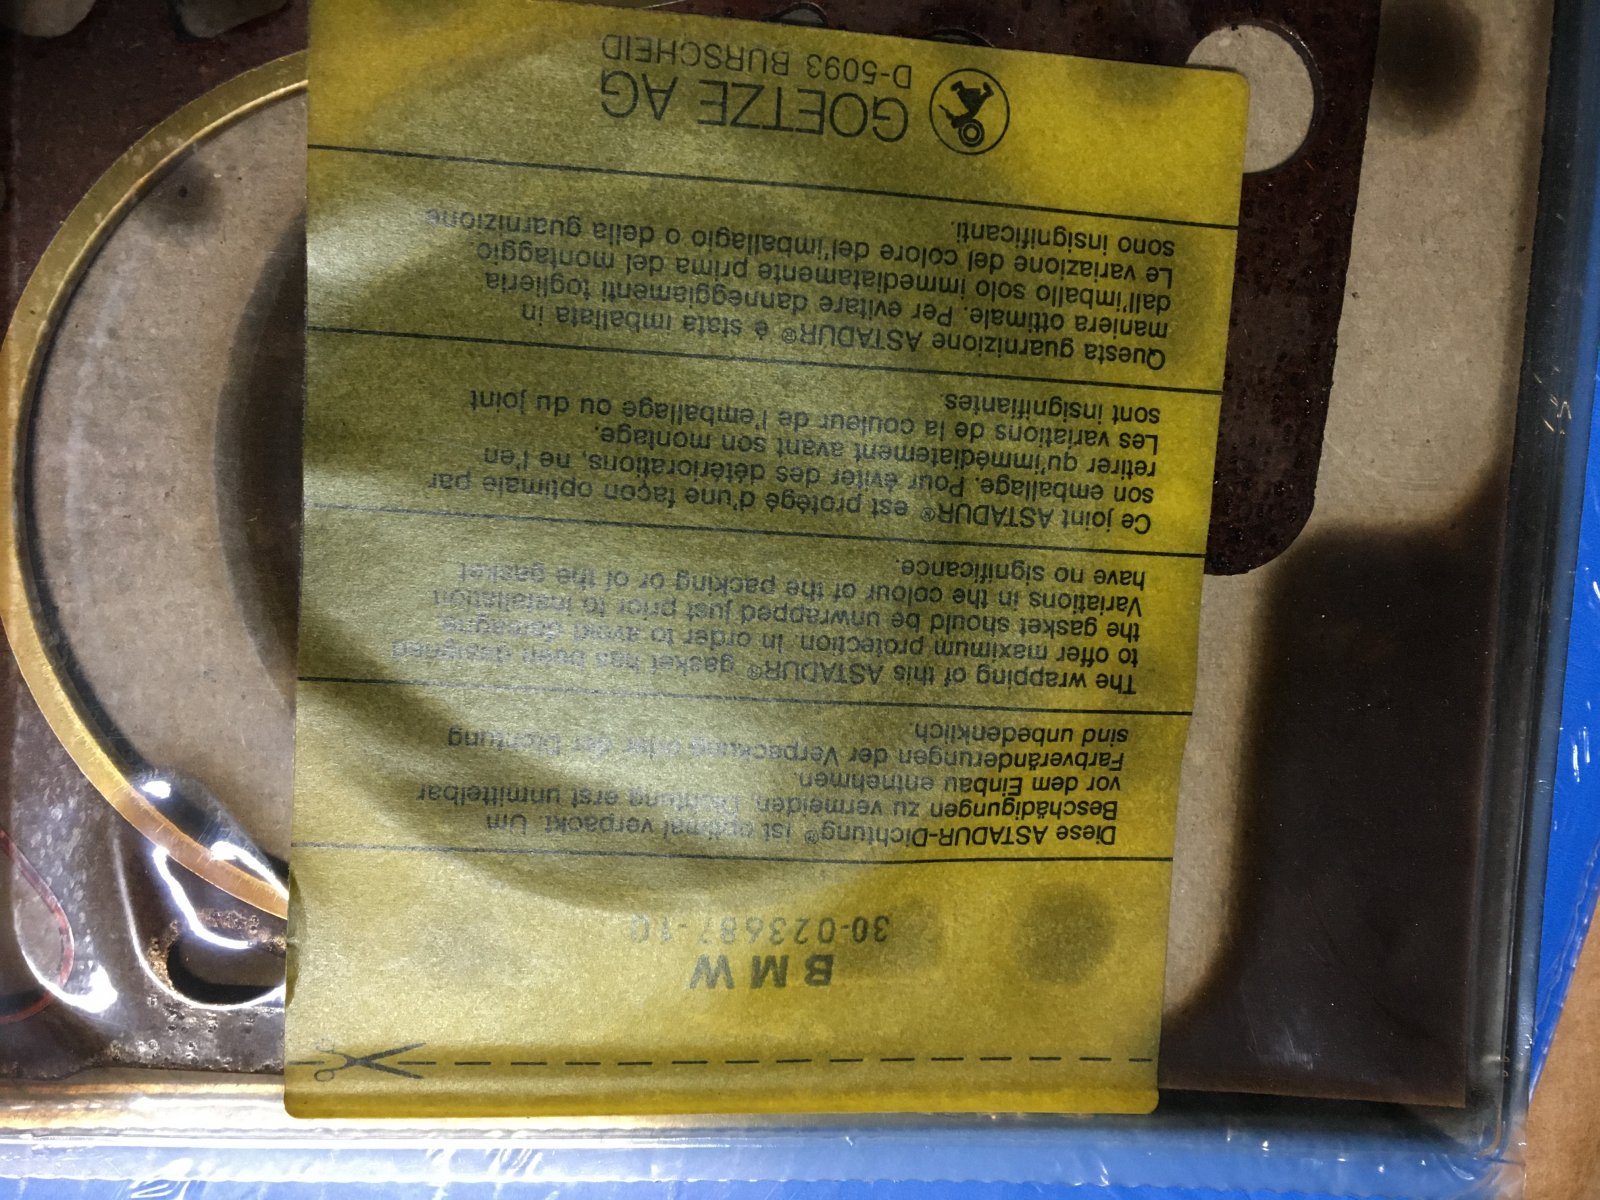 BMW
30-023687-10
Diese ASTADUR-Dichtung® ist optimal verpackt. Um
Beschädigungen zu vermeiden, Dichtung erst unmittelbar
vor dem Einbau entnehmen.
Farbveränderungen der Verpackung oder der Dichtung
sind unbedenklich.
The wrapping of this ASTADUR® gasket has been designed
to offer maximum protection. In order to avoid damage,
the gasket should be unwrapped just prior to installation
Variations in the colour of the packing or of the gasket
have no significance.
Ce joint ASTADUR® est protégé d'une façon optimale par
son emballage. Pour éviter des détériorations, ne l'en
retirer qu'immédiatement avant son montage.
Les variations de la couleur de l'emballage ou du joint
sont insignifiantes.
Questa guarnizione ASTADUR® è stata imballata in
maniera ottimale. Per evitare danneggiamenti toglierla
dall'imballo solo immediatamente prima del montaggio.
Le variazione del colore del'imballagio o della guarnizione
sono insignificanti.
GOETZE AG
D-5093 BURSCHEID